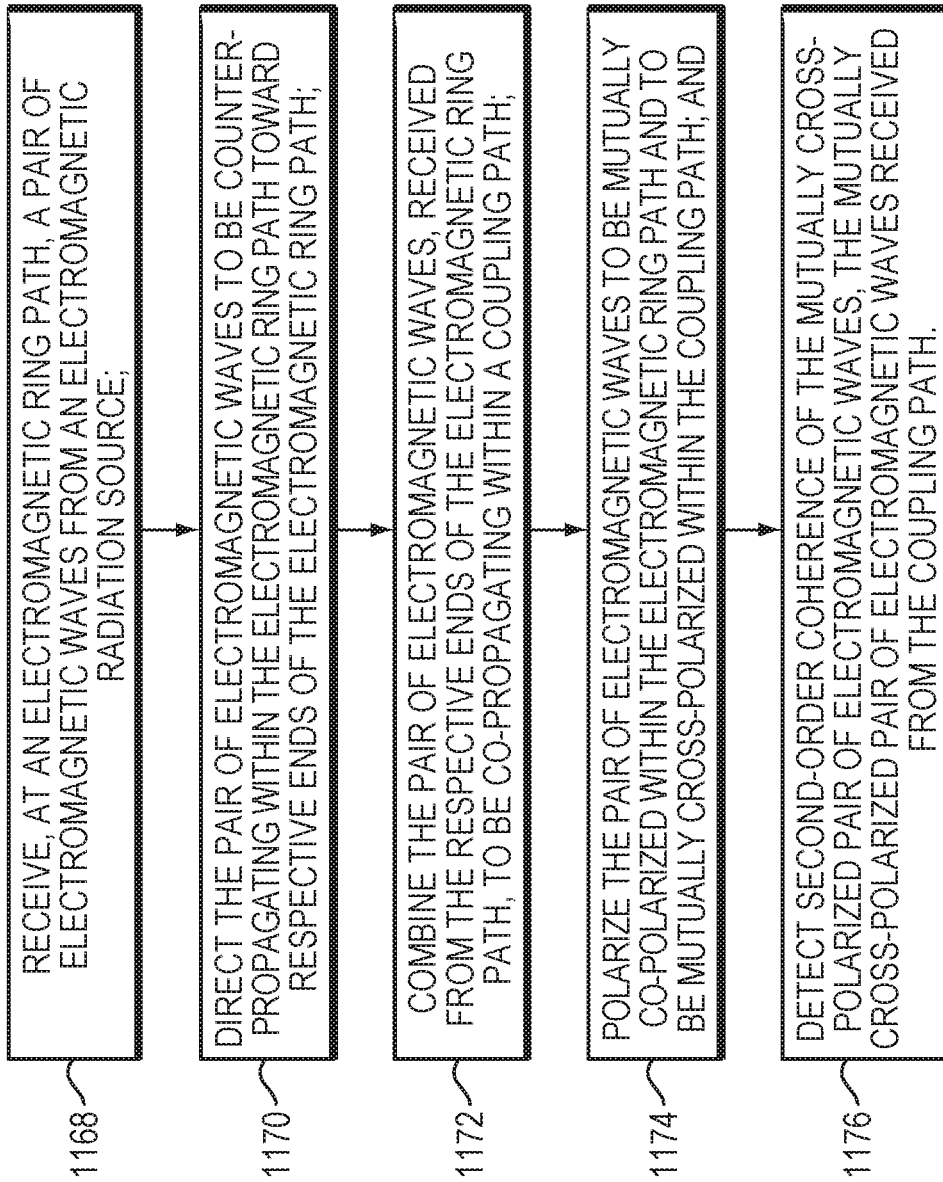 RECEIVE, AT AN ELECTROMAGNETIC RING PATH, A PAIR OF
ELECTROMAGNETIC WAVES FROM AN ELECTROMAGNETIC
RADIATION SOURCE;
1168
DIRECT THE PAIR OF ELECTROMAGNETIC WAVES TO BE COUNTER-
PROPAGATING WITHIN THE ELECTROMAGNETIC RING PATH TOWARD
RESPECTIVE ENDS OF THE ELECTROMAGNETIC RING PATH;
1170
COMBINE THE PAIR OF ELECTROMAGNETIC WAVES, RECEIVED
FROM THE RESPECTIVE ENDS OF THE ELECTROMAGNETIC RING
PATH, TO BE CO-PROPAGATING WITHIN A COUPLING PATH;
1172
POLARIZE THE PAIR OF ELECTROMAGNETIC WAVES TO BE MUTUALLY
CO-POLARIZED WITHIN THE ELECTROMAGNETIC RING PATH AND TO
BE MUTUALLY CROSS-POLARIZED WITHIN THE COUPLING PATH; AND
1174
DETECT SECOND-ORDER COHERENCE OF THE MUTUALLY CROSS-
POLARIZED PAIR OF ELECTROMAGNETIC WAVES, THE MUTUALLY
CROSS-POLARIZED PAIR OF ELECTROMAGNETIC WAVES RECEIVED
FROM THE COUPLING PATH.
1176